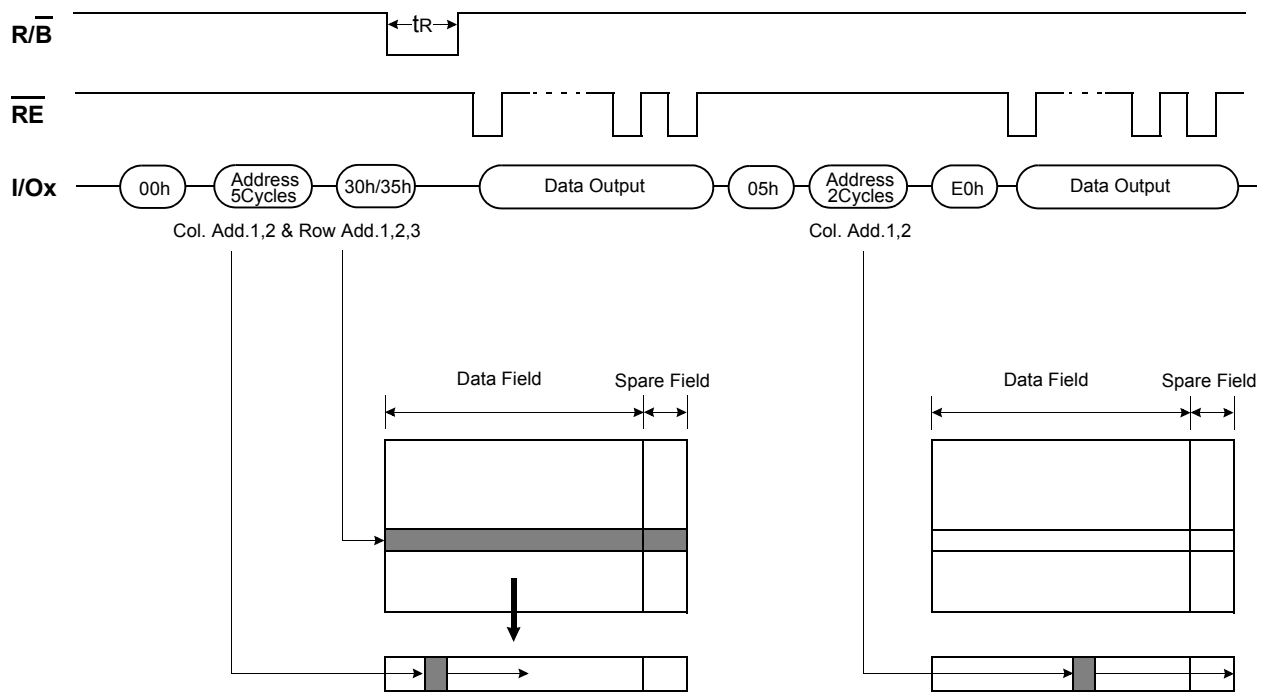 R/B̅
tR
R̅E̅
I/Ox
00h
Address
5Cycles
30h/35h
Data Output
05h
Address
2Cycles
E0h
Data Output
Col. Add.1,2 & Row Add.1,2,3
Col. Add.1,2
Data Field
Spare Field
Data Field
Spare Field